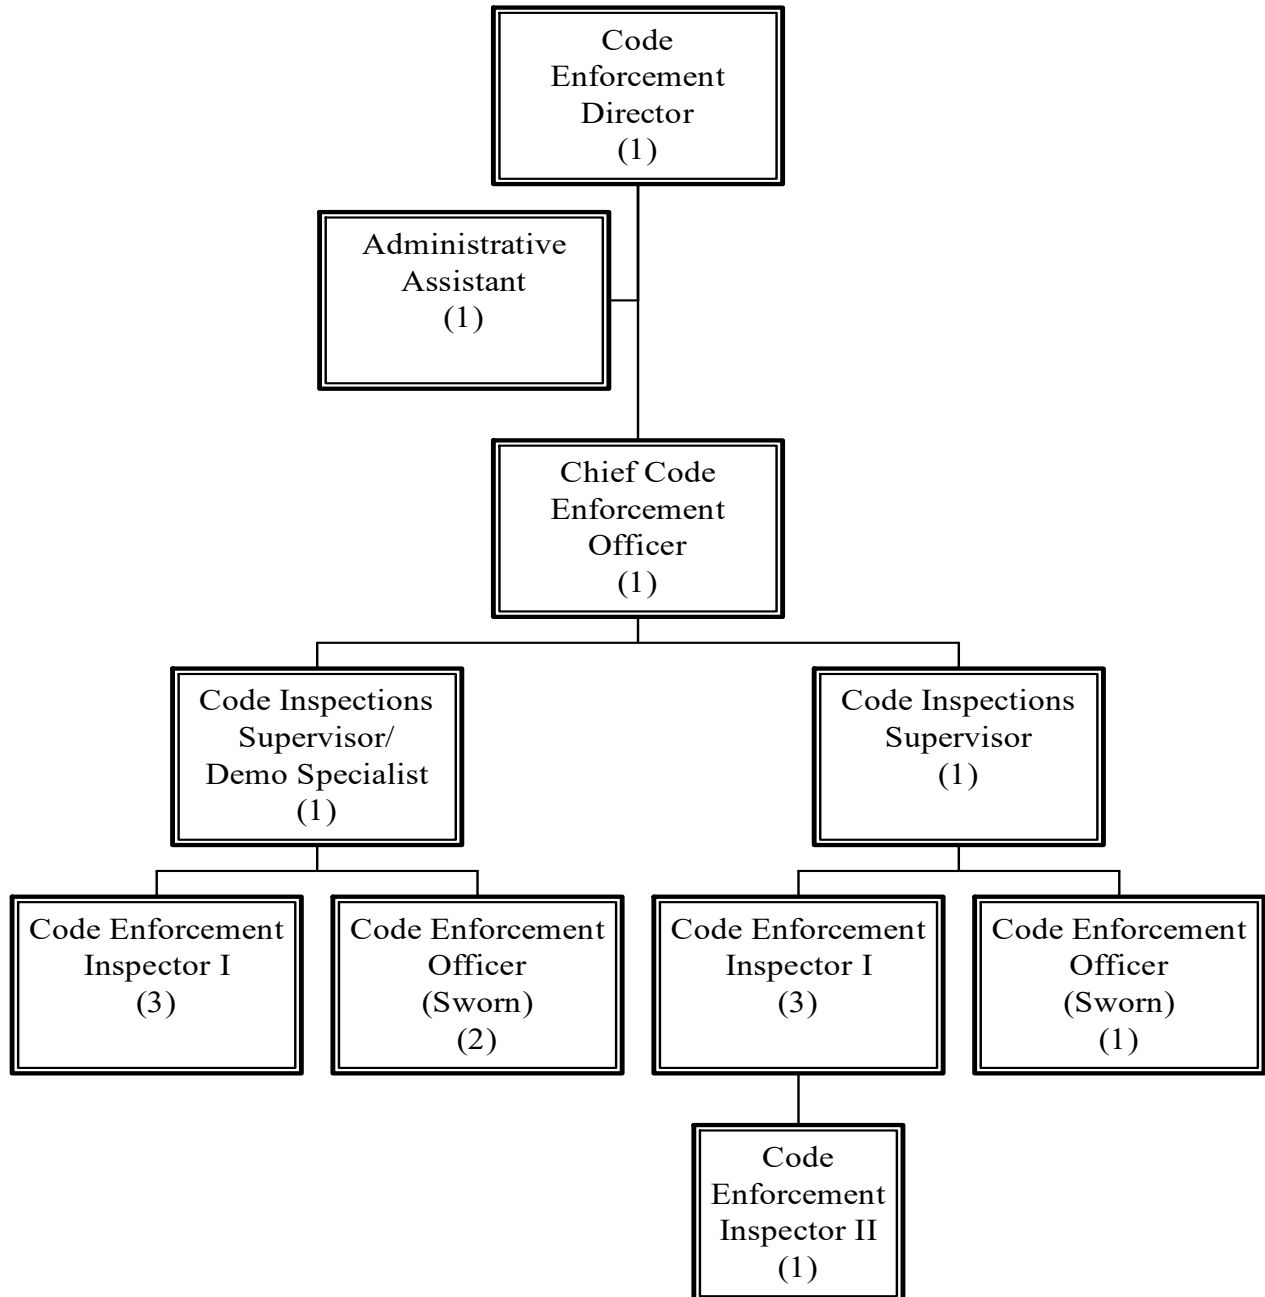 Code
Enforcement
Director
(1)
Administrative
Assistant
(1)
Chief Code
Enforcement
Officer
(1)
Code Inspections
Supervisor/
Demo Specialist
(1)
Code Inspections
Supervisor
(1)
Code Enforcement
Inspector I
(3)
Code Enforcement
Officer
(Sworn)
(2)
Code Enforcement
Inspector I
(3)
Code Enforcement
Officer
(Sworn)
(1)
Code
Enforcement
Inspector II
(1)